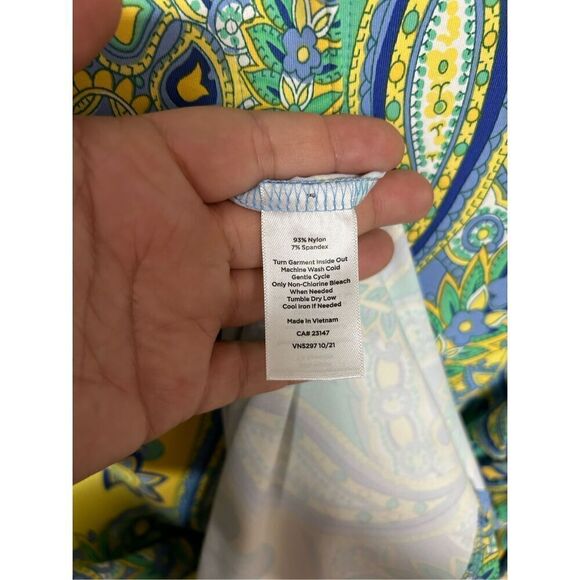 93% Nylon
7% Spandex
Turn Garment Inside Out
Machine Wash Cold
Gentle Cycle
Only Non-Chlorine Bleach
When Needed
Tumble Dry Low
Cool Iron If Needed
Made in Vietnam
CA# 23147
VN5297 10/21